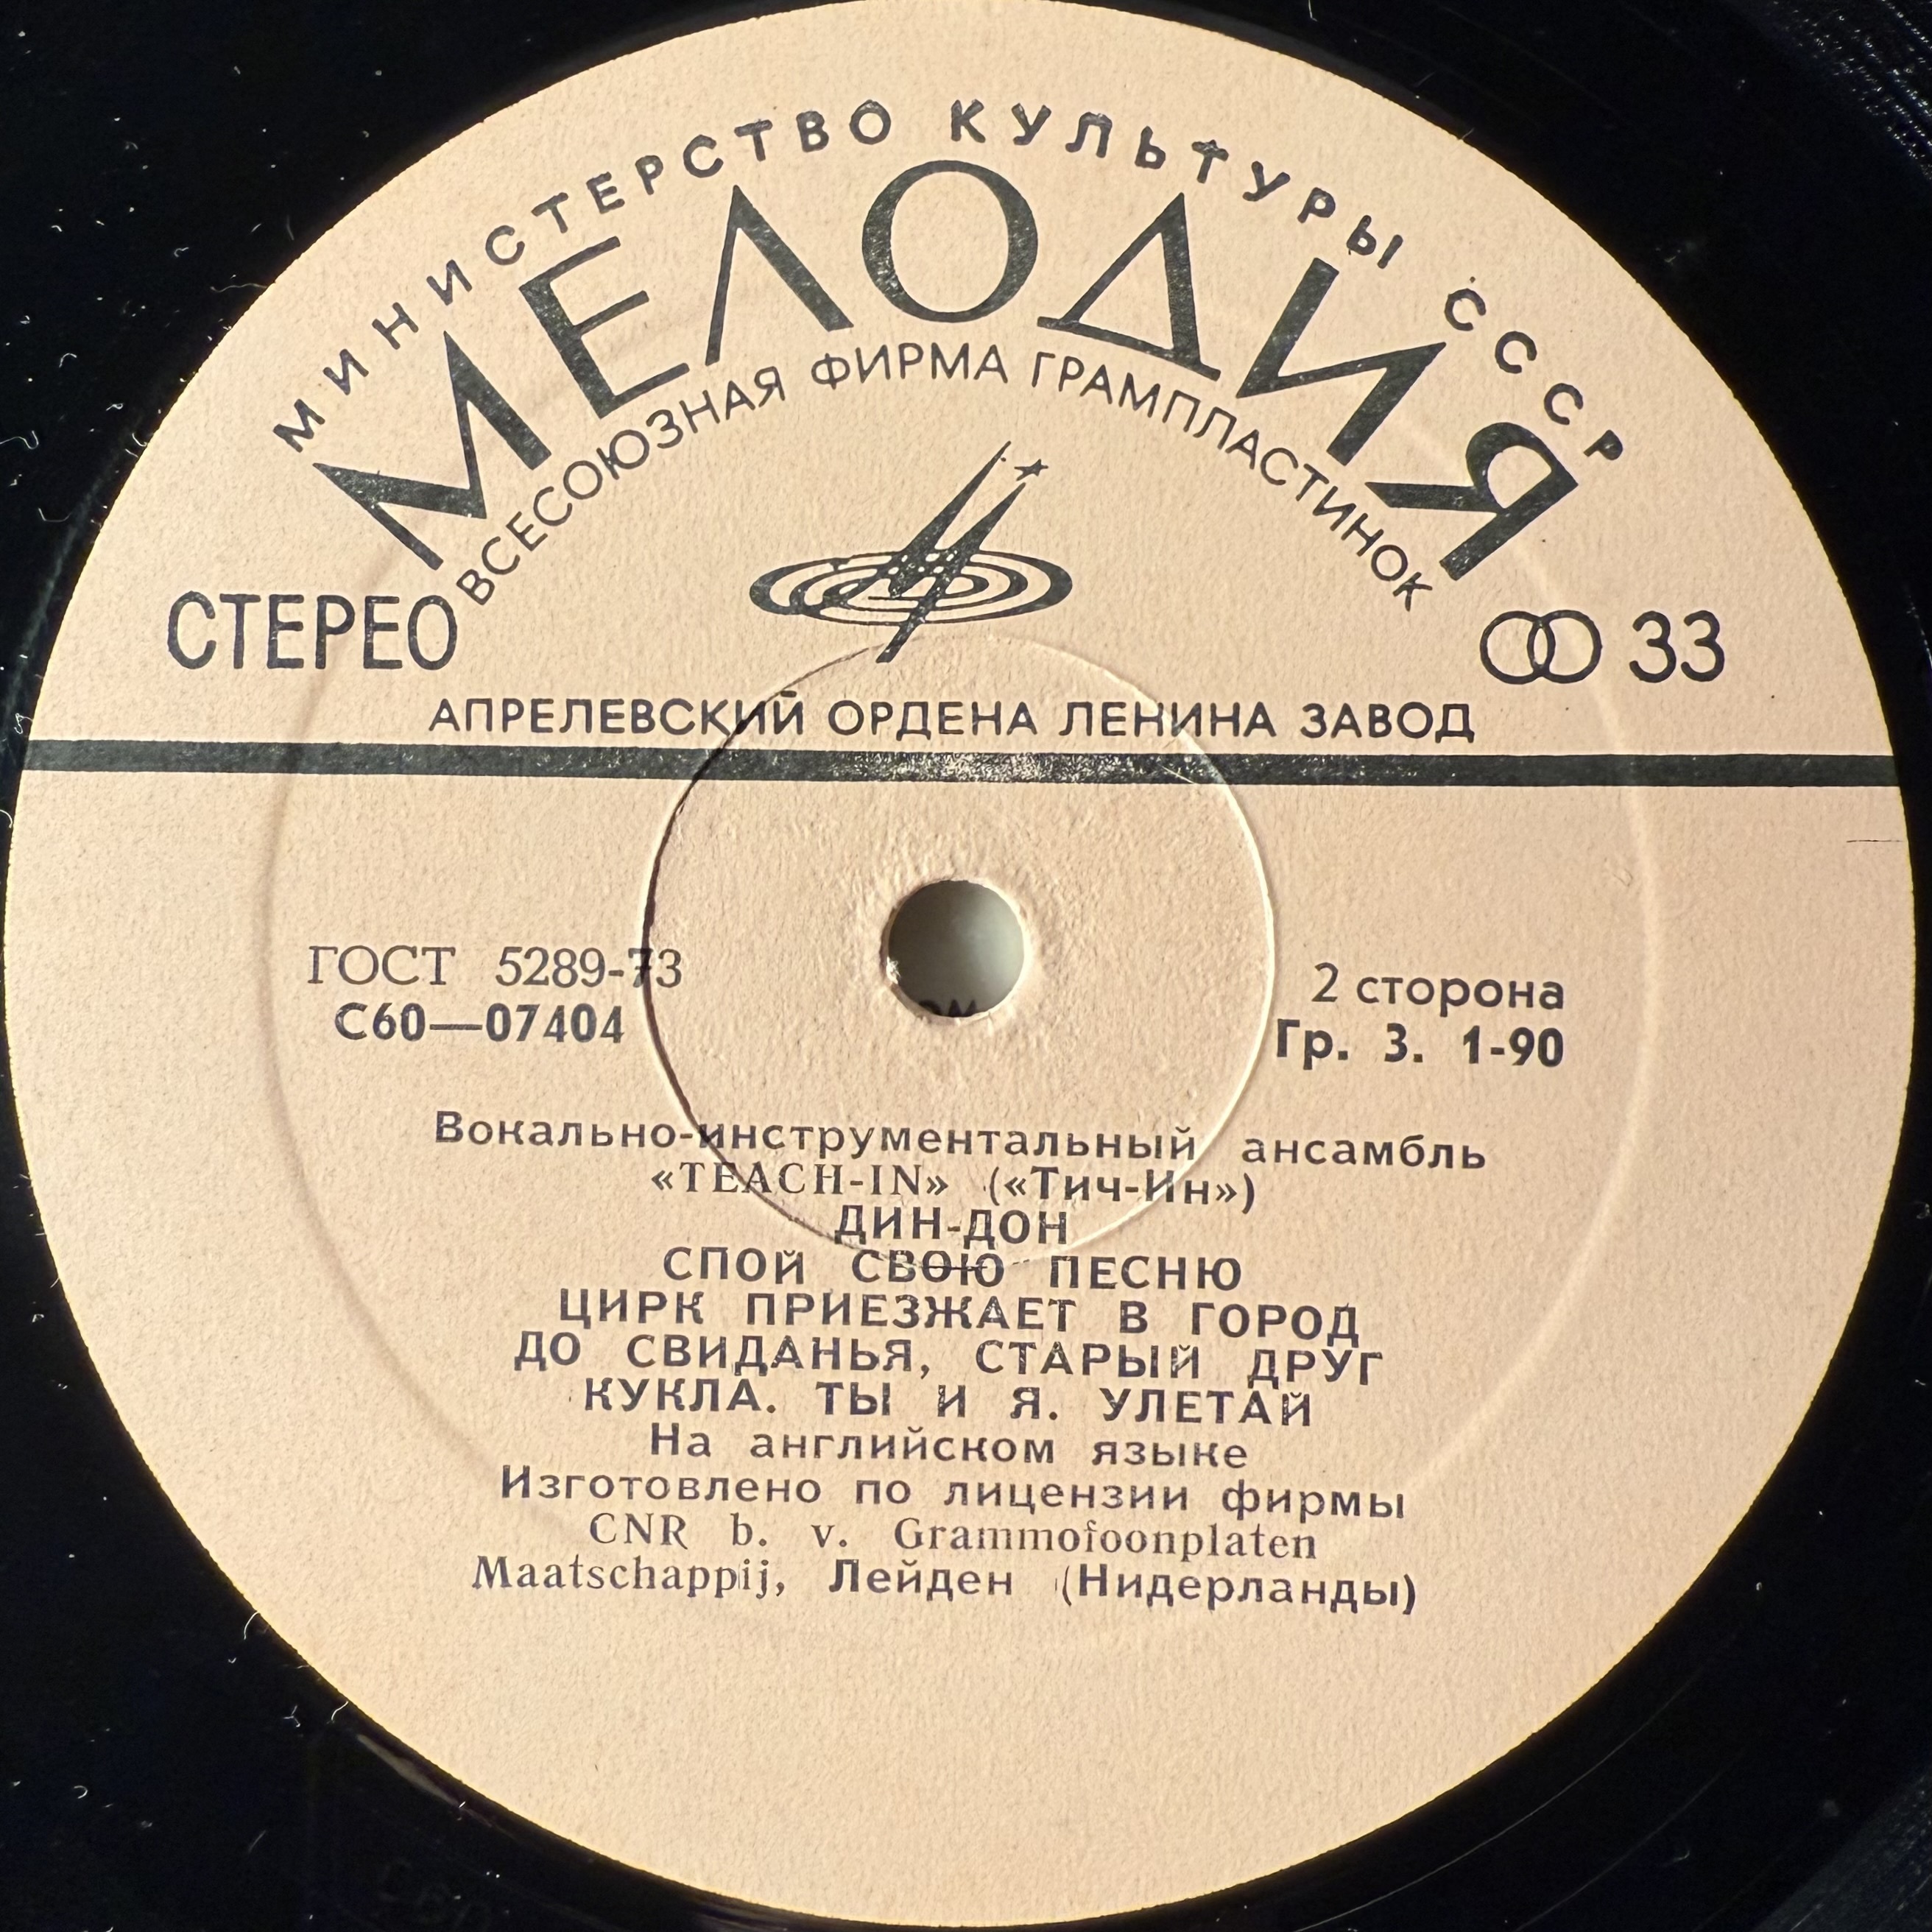 МИНИСТЕРСТВО КУЛЬТУРЫ СССР
МЕЛОДИЯ
ВСЕСОЮЗНАЯ ФИРМА ГРАМПЛАСТИНОК
СТЕРЕО
33
АПРЕЛЕВСКИЙ ОРДЕНА ЛЕНИНА ЗАВОД
ГОСТ 5289-73
С60—07404
2 сторона
Гр. 3. 1-90
Вокально-инструментальный ансамбль
«TEACH-IN» («Тич-Ин»)
ДИН-ДОН
СПОЙ СВОЮ ПЕСНЮ
ЦИРК ПРИЕЗЖАЕТ В ГОРОД
ДО СВИДАНЬЯ, СТАРЫЙ ДРУГ
КУКЛА. ТЫ И Я. УЛЕТАЙ
На английском языке
Изготовлено по лицензии фирмы
CNR b. v. Grammofoonplaten
Maatschappij, Лейден (Нидерланды)